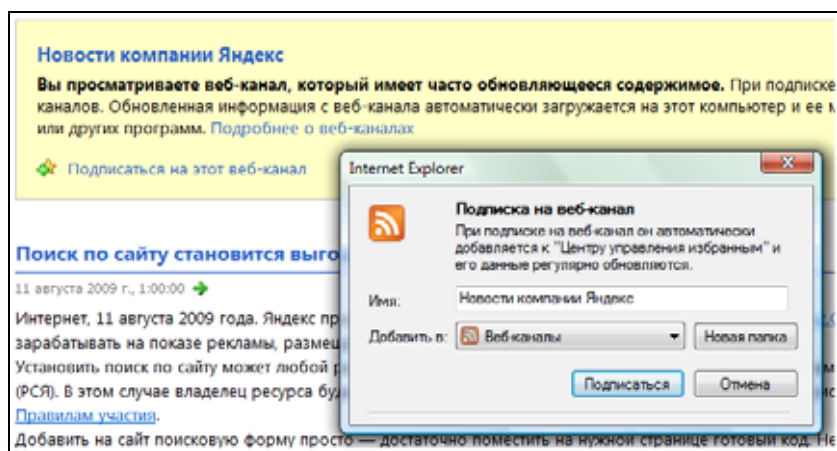 Новости компании Яндекс
Вы просматриваете веб-канал, который имеет часто обновляющееся содержимое. При подписке
каналов. Обновленная информация с веб-канала автоматически загружается на этот компьютер и ее
или других программ. Подробнее о веб-каналах
Подписаться на этот веб-канал
Поиск по сайту становится выго
11 августа 2009 г., 1:00:00
Интернет, 11 августа 2009 года. Яндекс пр
зарабатывать на показе рекламы, размещ
Установить поиск по сайту может любой р
(РСЯ). В этом случае владелец ресурса бу
Правилам участия.
Добавить на сайт поисковую форму просто — достаточно поместить на нужной странице готовый код. Не
Internet Explorer
Подписка на веб-канал
При подписке на веб-канал он автоматически
добавляется к "Центру управления избранным" и
его данные регулярно обновляются.
Имя: Новости компании Яндекс
Добавить в: Веб-каналы Новая папка
Подписаться Отмена